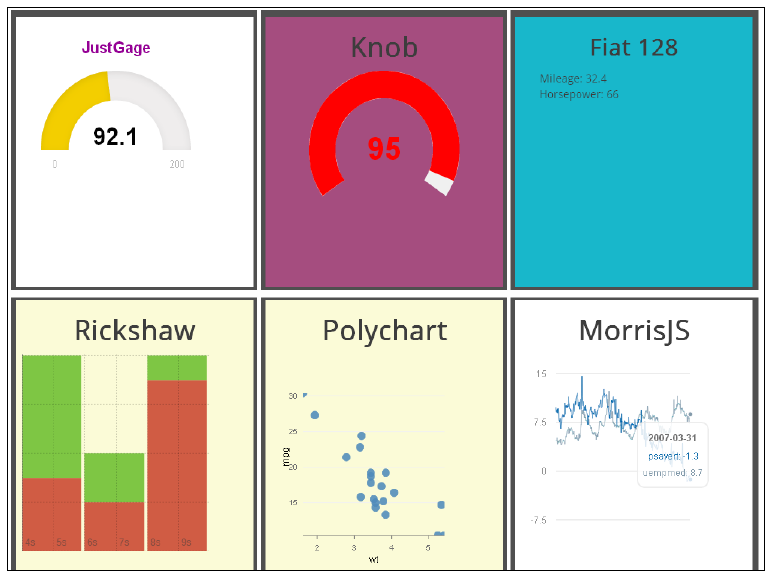 JustGage
92.1
0
200
Knob
95
Fiat 128
Mileage: 32.4
Horsepower: 66
Rickshaw
4s
5s
6s
7s
8s
9s
Polychart
30
25
20
15
mpg
2
3
4
5
wt
MorrisJS
15
7.5
0
-7.5
2007-03-31
psaved: -1.3
uempmed: 8.7